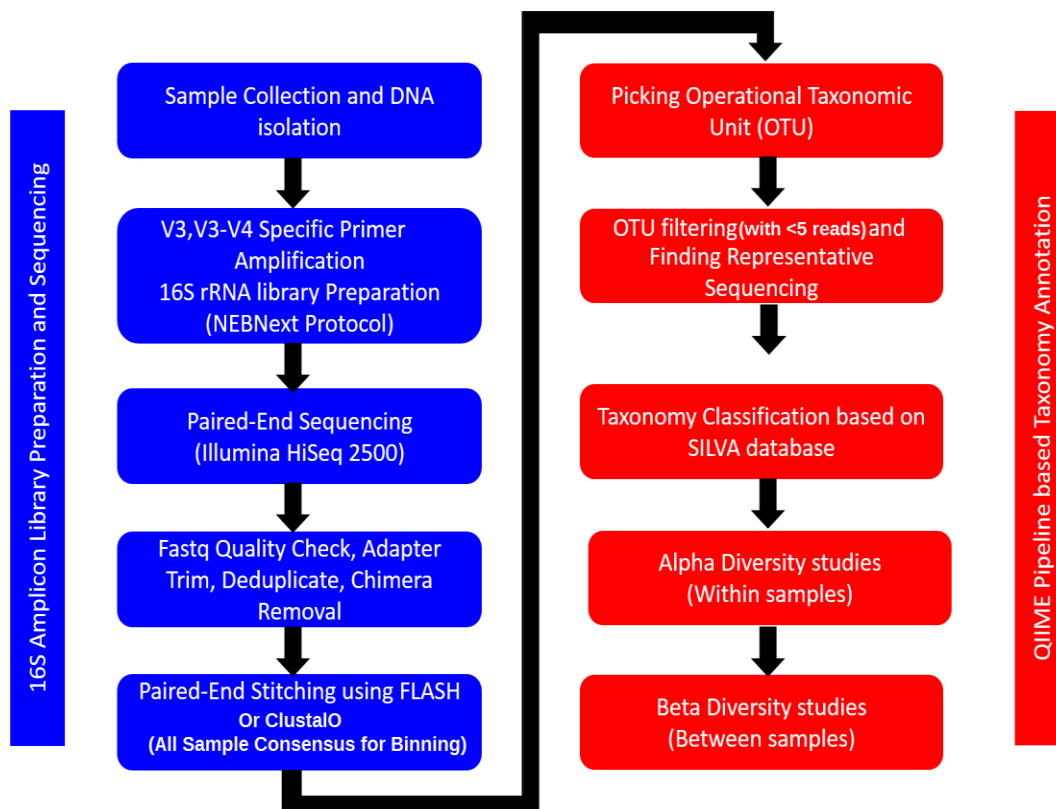 16S Amplicon Library Preparation and Sequencing
Sample Collection and DNA
isolation
V3,V3-V4 Specific Primer
Amplification
16S rRNA library Preparation
(NEBNext Protocol)
Paired-End Sequencing
(Illumina HiSeq 2500)
Fastq Quality Check, Adapter
Trim, Deduplicate, Chimera
Removal
Paired-End Stitching using FLASH
Or ClustalO
(All Sample Consensus for Binning)
Picking Operational Taxonomic
Unit (OTU)
OTU filtering(with <5 reads) and
Finding Representative
Sequencing
Taxonomy Classification based on
SILVA database
Alpha Diversity studies
(Within samples)
Beta Diversity studies
(Between samples)
QIIME Pipeline based Taxonomy Annotation